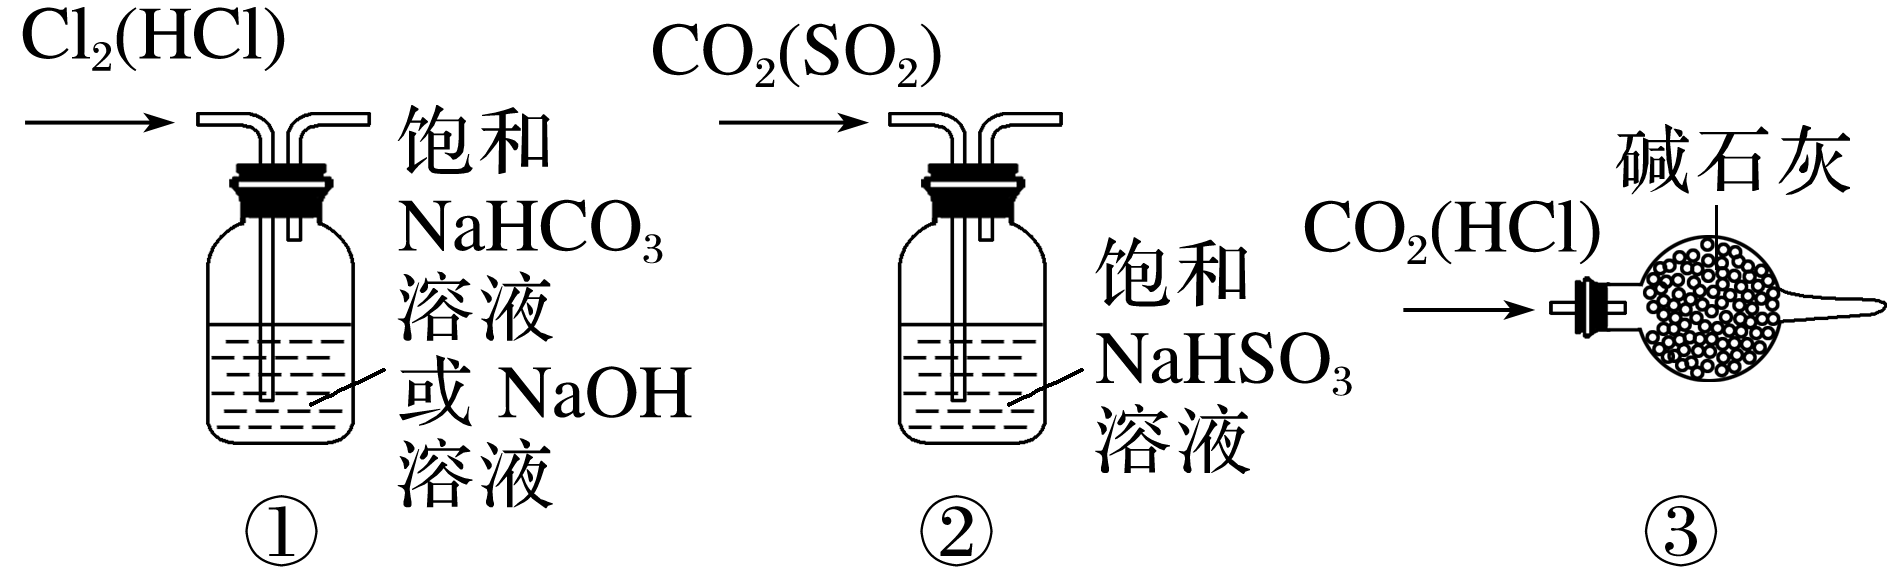 Cl₂(HCl)
饱和
NaHCO₃
溶液
或 NaOH
溶液
①
CO₂(SO₂)
饱和
NaHSO₃
溶液
②
碱石灰
CO₂(HCl)
③